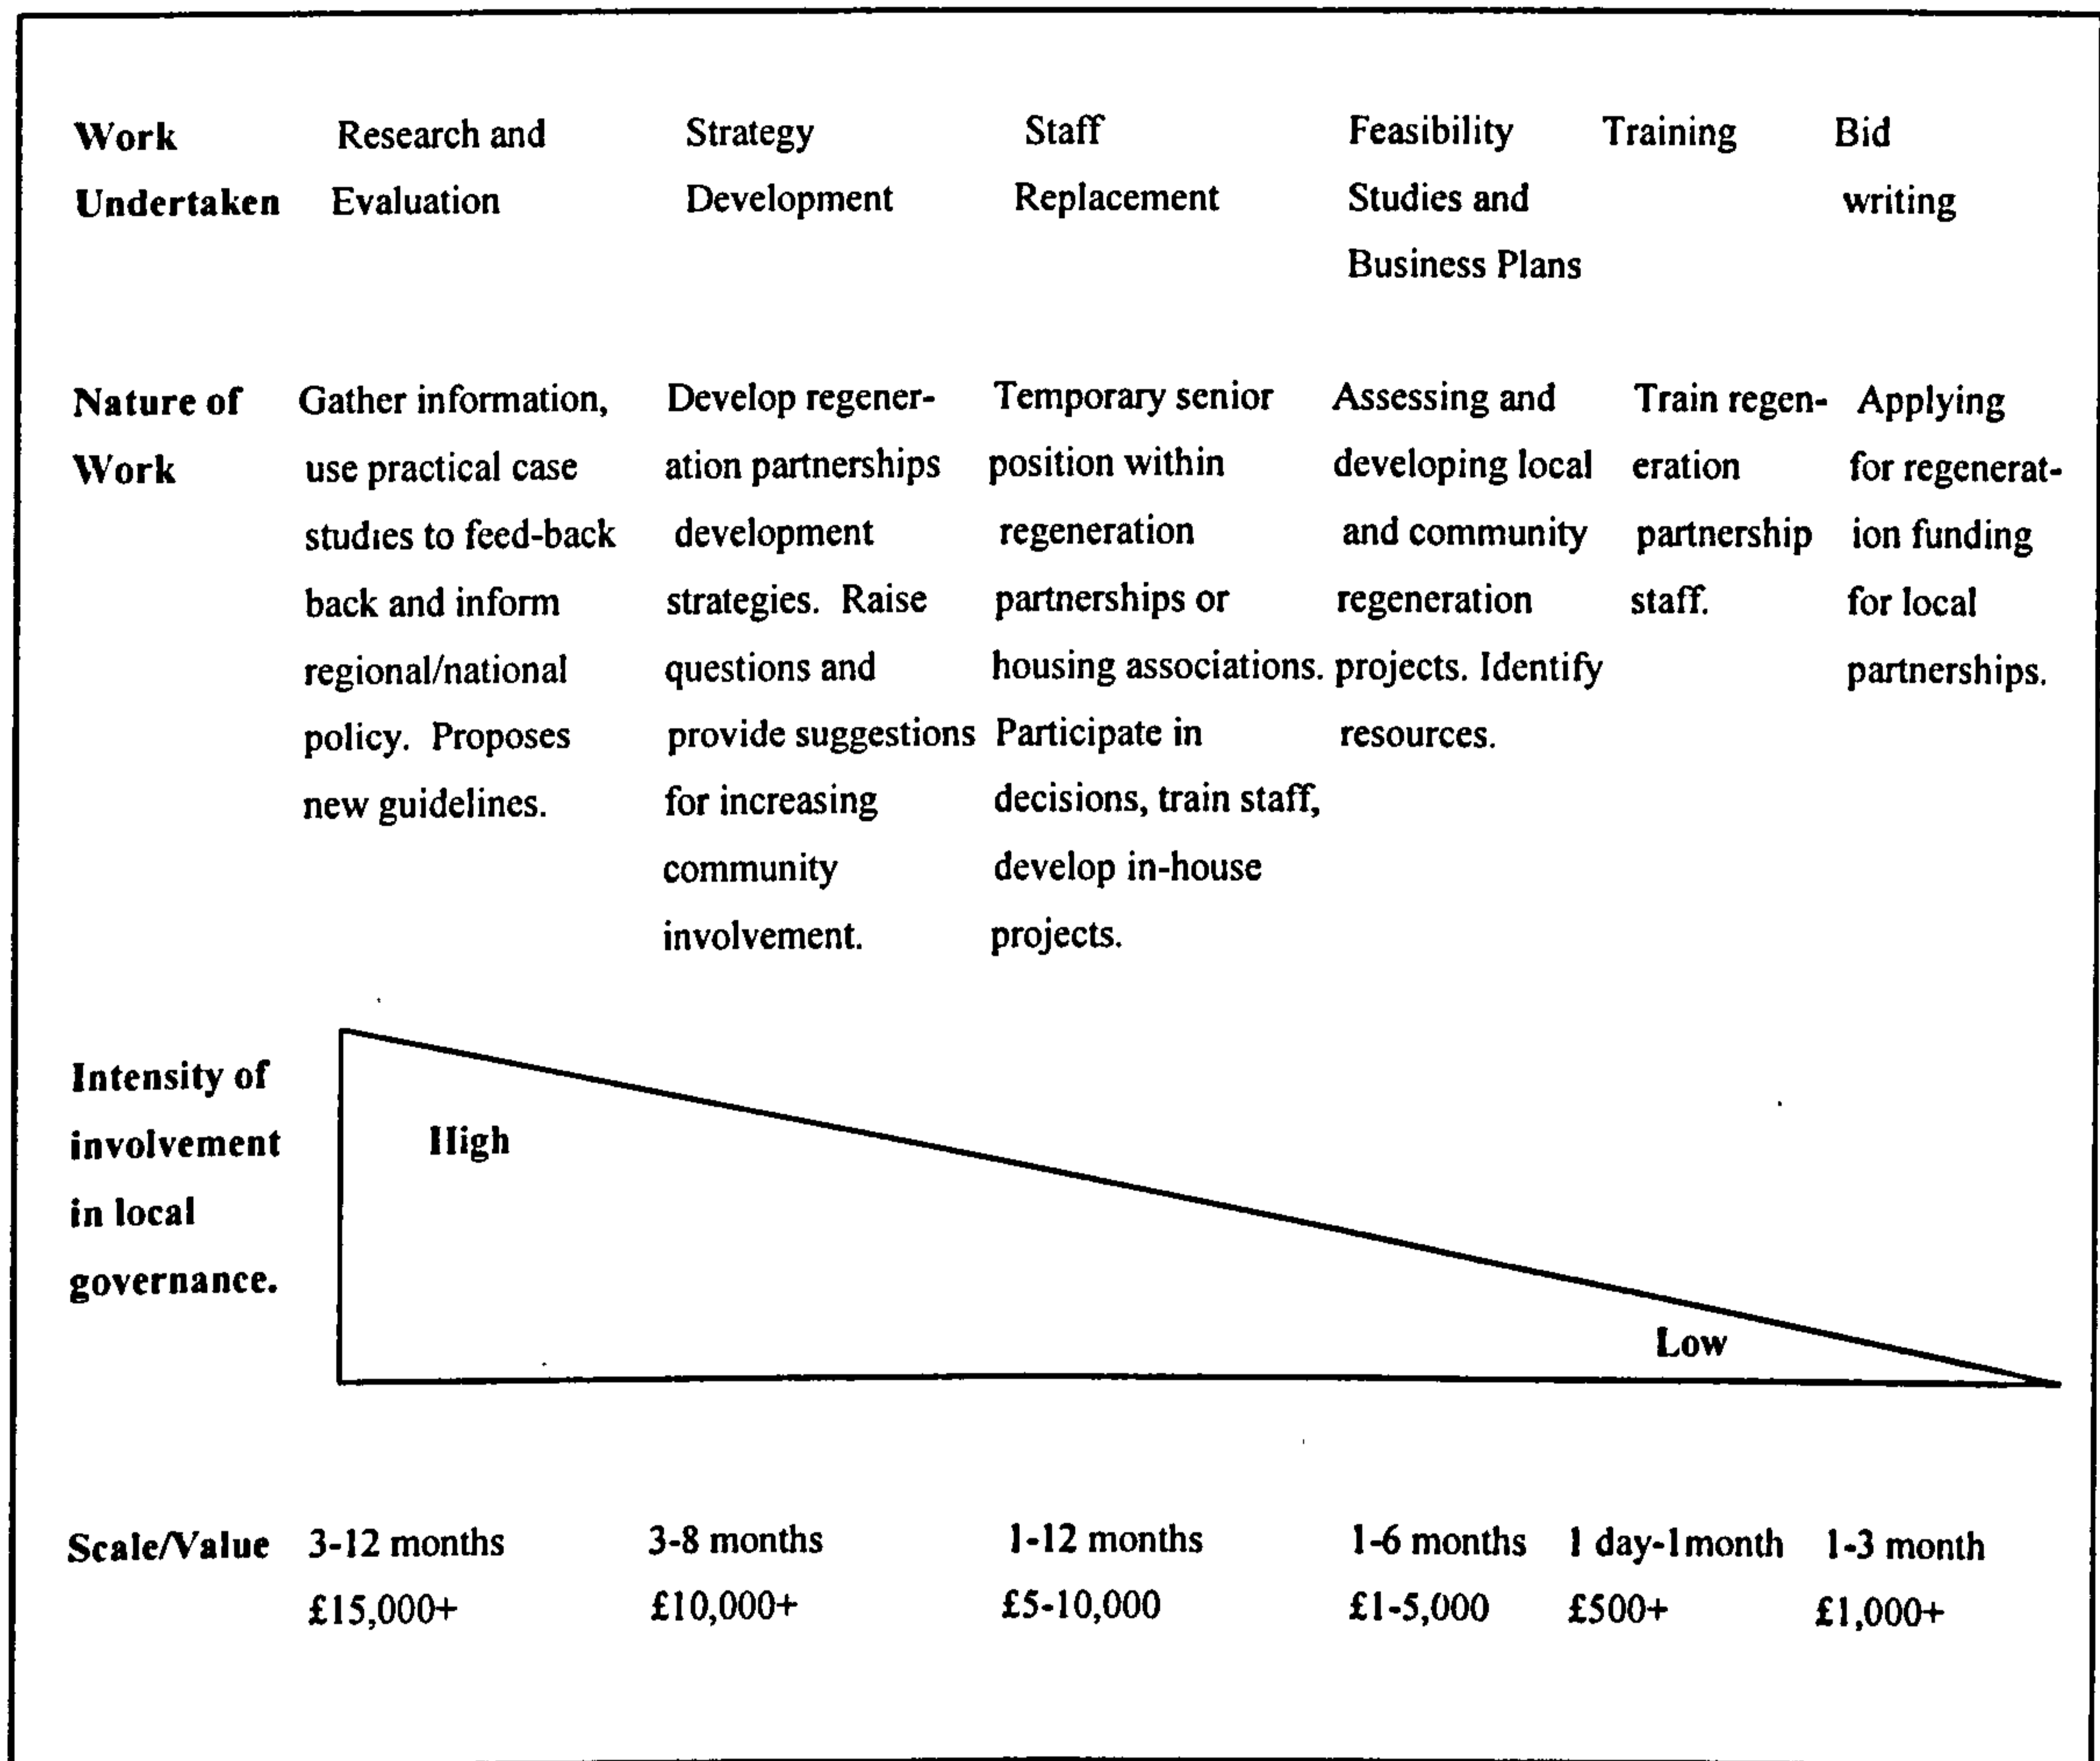 Work Undertaken
Research and
Evaluation
Strategy
Development
Staff
Replacement
Feasibility
Studies and
Business Plans
Training
Bid
writing
Nature of
Work
Gather information,
use practical case
studies to feed-back
back and inform
regional/national
policy. Proposes
new guidelines.
Develop regener-
ation partnerships
development
strategies. Raise
questions and
provide suggestions
for increasing
community
involvement.
Temporary senior
position within
regeneration
partnerships or
housing associations.
Participate in
decisions, train staff,
develop in-house
projects.
Assessing and
developing local
and community
regeneration
projects. Identify
resources.
Train regen-
eration
partnership
staff.
Applying
for regenerat-
ion funding
for local
partnerships.
Intensity of
involvement
in local
governance.
High
Low
Scale/Value
3-12 months
£15,000+
3-8 months
£10,000+
1-12 months
£5-10,000
1-6 months
£1-5,000
1 day-1month
£500+
1-3 month
£1,000+